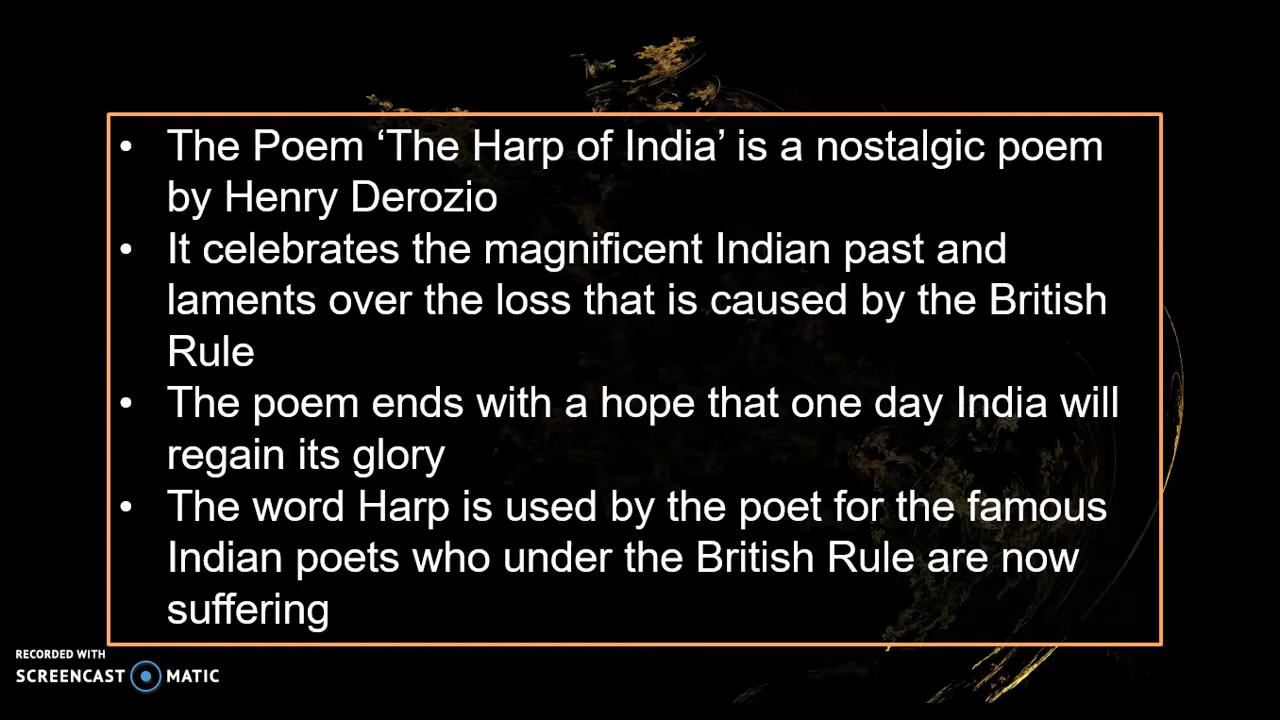 • The Poem ‘The Harp of India’ is a nostalgic poem
by Henry Derozio
• It celebrates the magnificent Indian past and
laments over the loss that is caused by the British
Rule
• The poem ends with a hope that one day India will
regain its glory
• The word Harp is used by the poet for the famous
Indian poets who under the British Rule are now
suffering
RECORDED WITH
SCREENCAST MATIC